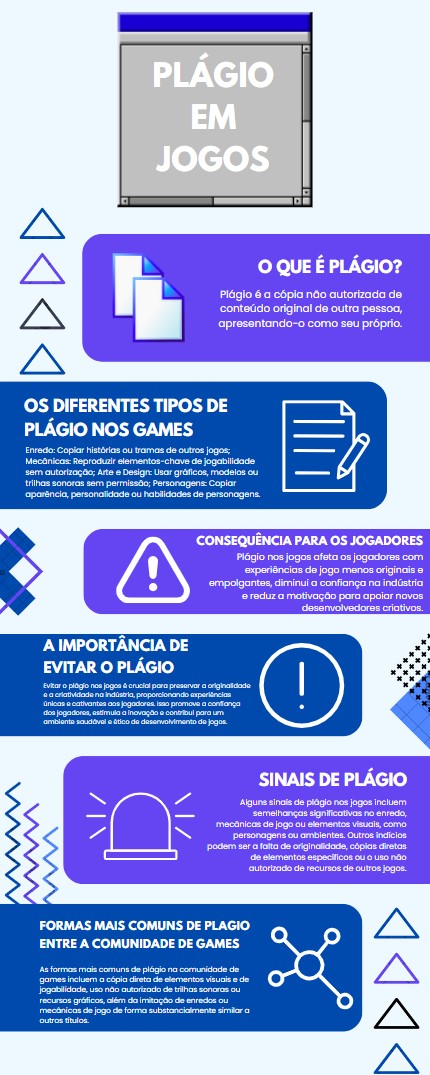 PLÁGIO
EM
JOGOS
O QUE É PLÁGIO?
Plágio é a cópia não autorizada de
conteúdo original de outra pessoa,
apresentando-o como seu próprio.
OS DIFERENTES TIPOS DE
PLÁGIO NOS GAMES
Enredo: Copiar histórias ou tramas de outros jogos;
Mecânicas: Reproduzir elementos-chave de jogabilidade
sem autorização; Arte e Design: Usar gráficos, modelos ou
trilhas sonoras sem permissão; Personagens: Copiar
aparência, personalidade ou habilidades de personagens.
CONSEQUÊNCIA PARA OS JOGADORES
Plágio nos jogos afeta os jogadores com
experiências de jogo menos originais e
empolgantes, diminui a confiança na indústria
e reduz a motivação para apoiar novos
desenvolvedores criativos.
A IMPORTÂNCIA DE
EVITAR O PLÁGIO
Evitar o plágio nos jogos é crucial para preservar a originalidade
e a criatividade na indústria, proporcionando experiências
únicas e cativantes aos jogadores. Isso promove a confiança
dos jogadores, estimula a inovação e contribui para um
ambiente saudável e ético de desenvolvimento de jogos.
SINAIS DE PLÁGIO
Alguns sinais de plágio nos jogos incluem
semelhanças significativas no enredo,
mecânicas de jogo ou elementos visuais, como
personagens ou ambientes. Outros indícios
podem ser a falta de originalidade, cópias diretas
de elementos específicos ou o uso não
autorizado de recursos de outros jogos.
FORMAS MAIS COMUNS DE PLAGIO
ENTRE A COMUNIDADE DE GAMES
As formas mais comuns de plágio na comunidade de
games incluem a cópia direta de elementos visuais e de
jogabilidade, uso não autorizado de trilhas sonoras ou
recursos gráficos, além da imitação de enredos ou
mecânicas de jogo de forma substancialmente similar a
outros títulos.